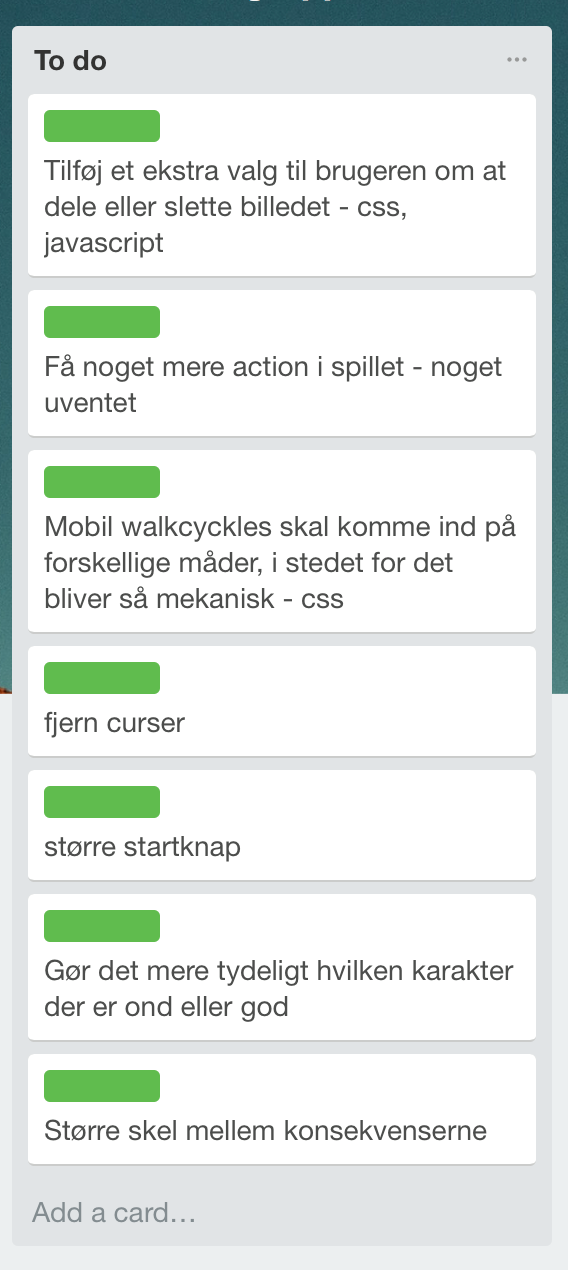 To do
Tilføj et ekstra valg til brugeren om at
dele eller slette billedet - css,
javascript
Få noget mere action i spillet - noget
uventet
Mobil walkcyckles skal komme ind på
forskellige måder, i stedet for det
bliver så mekanisk - css
fjern curser
større startknap
Gør det mere tydeligt hvilken karakter
der er ond eller god
Større skel mellem konsekvenserne
Add a card…